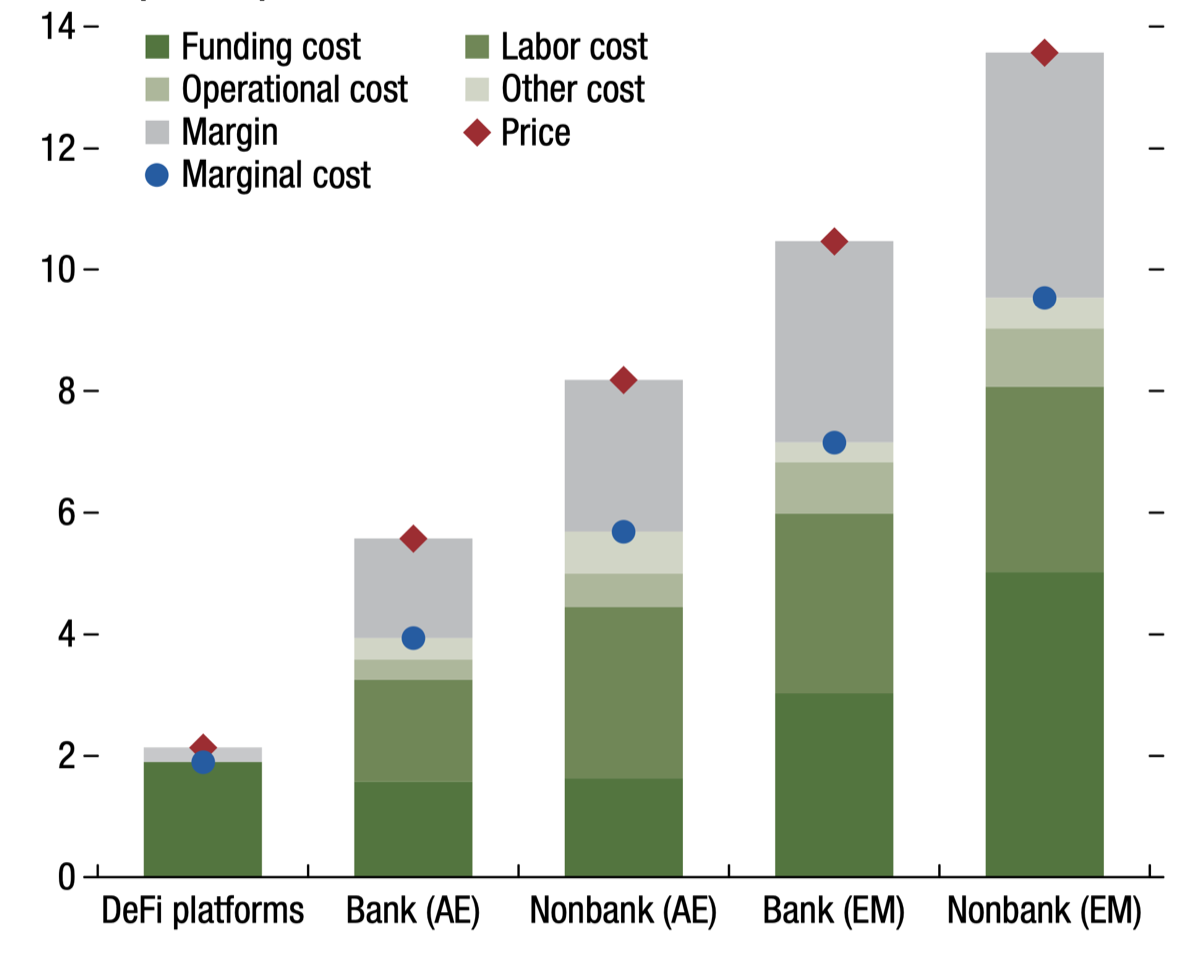 14
Funding cost
Labor cost
Operational cost
Other cost
Margin
Price
12
Marginal cost
10
8
6
4
2
0
DeFi platforms
Bank (AE)
Nonbank (AE)
Bank (EM)
Nonbank (EM)